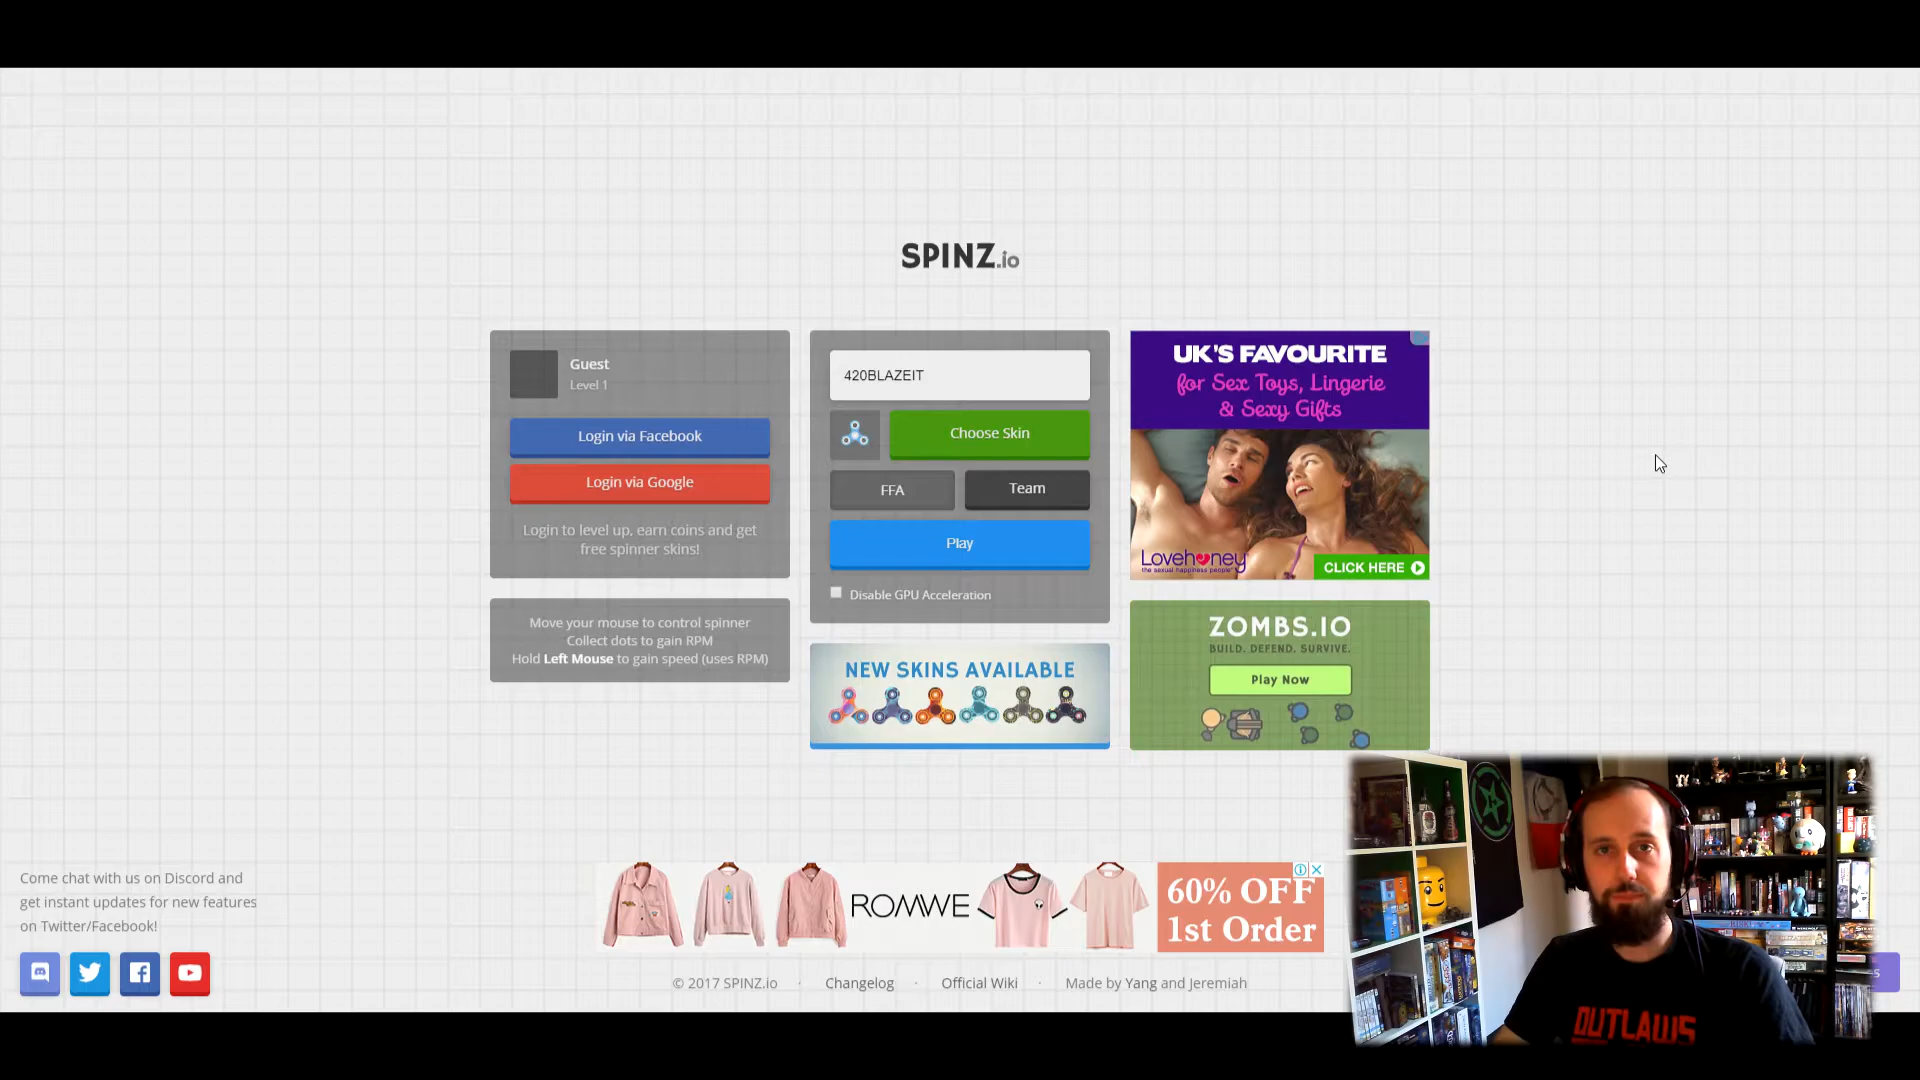 SPINZ.io
Guest
Level 1
Login via Facebook
Login via Google
Login to level up, earn coins and get
free spinner skins!
Move your mouse to control spinner
Collect dots to gain RPM
Hold Left Mouse to gain speed (uses RPM)
420BLAZEIT
Choose Skin
FFA
Team
Play
Disable GPU Acceleration
NEW SKINS AVAILABLE
UK'S FAVOURITE
for Sex Toys, Lingerie
& Sexy Gifts
Lovehoney
the sexual happiness people
CLICK HERE
ZOMBS.IO
BUILD. DEFEND. SURVIVE.
Play Now
Come chat with us on Discord and
get instant updates for new features
on Twitter/Facebook!
ROMWE
60% OFF
1st Order
© 2017 SPINZ.io · Changelog · Official Wiki · Made by Yang and Jeremiah
OUTLAWS